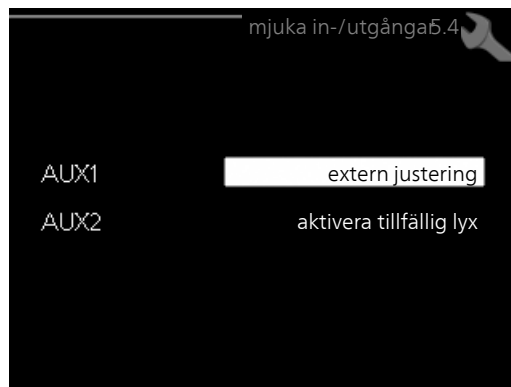 mjuka in-/utgångar5.4
AUX1 extern justering
AUX2 aktivera tillfällig lyx